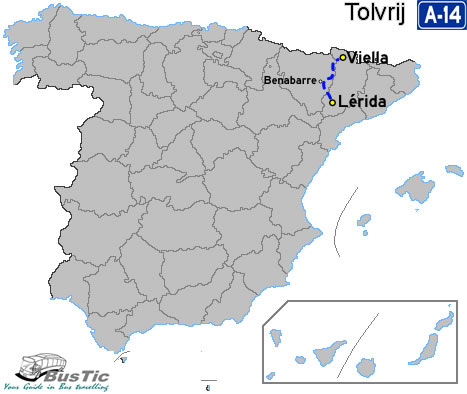 Tolvrij A-14
Viella
Benabarre
Lérida
BusTic
Your Guide in Bus travelling